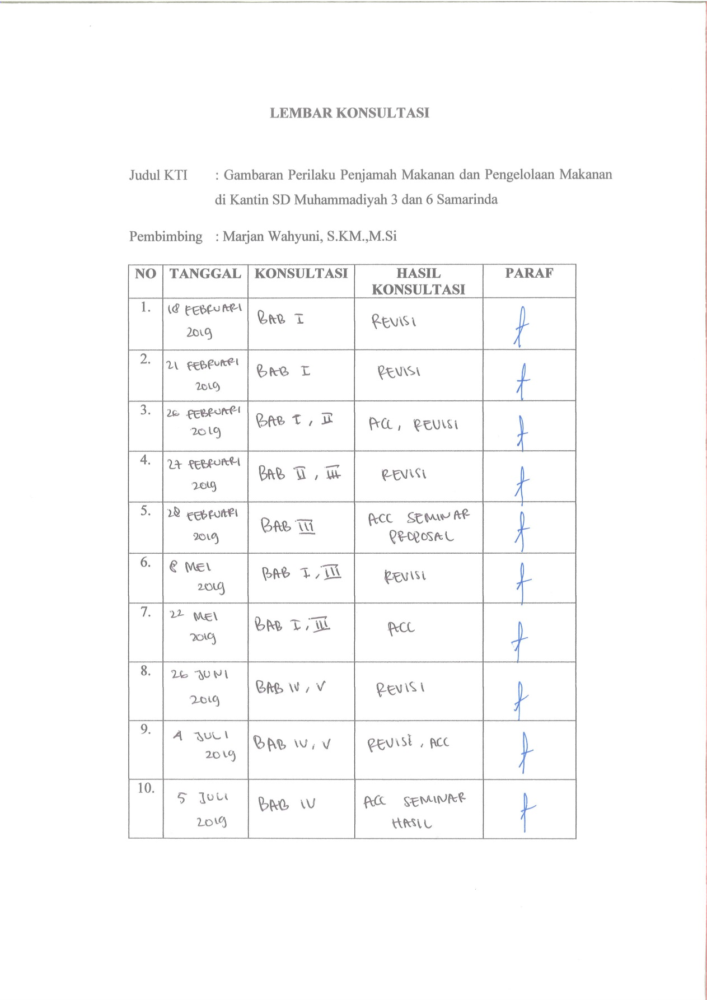 LEMBAR KONSULTASI
Judul KTI : Gambaran Perilaku Penjamah Makanan dan Pengelolaan Makanan
di Kantin SD Muhammadiyah 3 dan 6 Samarinda
Pembimbing : Marjan Wahyuni, S.KM.,M.Si
NO TANGGAL KONSULTASI HASIL KONSULTASI PARAF
1. 18 FEBRUARI 2019 BAB I REVISI
2. 21 FEBRUARI 2019 BAB I REVISI
3. 26 FEBRUARI 2019 BAB I, II ACC, REVISI
4. 27 FEBRUARI 2019 BAB II, III REVISI
5. 28 FEBRUARI 2019 BAB III ACC SEMINAR PROPOSAL
6. 8 MEI 2019 BAB I, III REVISI
7. 22 MEI 2019 BAB I, III ACC
8. 26 JUNI 2019 BAB IV, V REVISI
9. 4 JULI 2019 BAB IV, V REVISI, ACC
10. 5 JULI 2019 BAB IV ACC SEMINAR HASIL